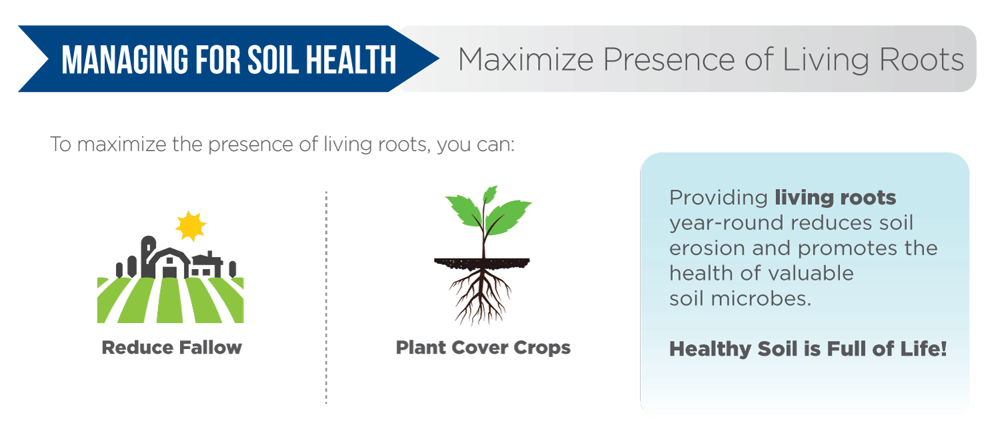 MANAGING FOR SOIL HEALTH
Maximize Presence of Living Roots
To maximize the presence of living roots, you can:
Reduce Fallow
Plant Cover Crops
Providing living roots
year-round reduces soil
erosion and promotes the
health of valuable
soil microbes.
Healthy Soil is Full of Life!